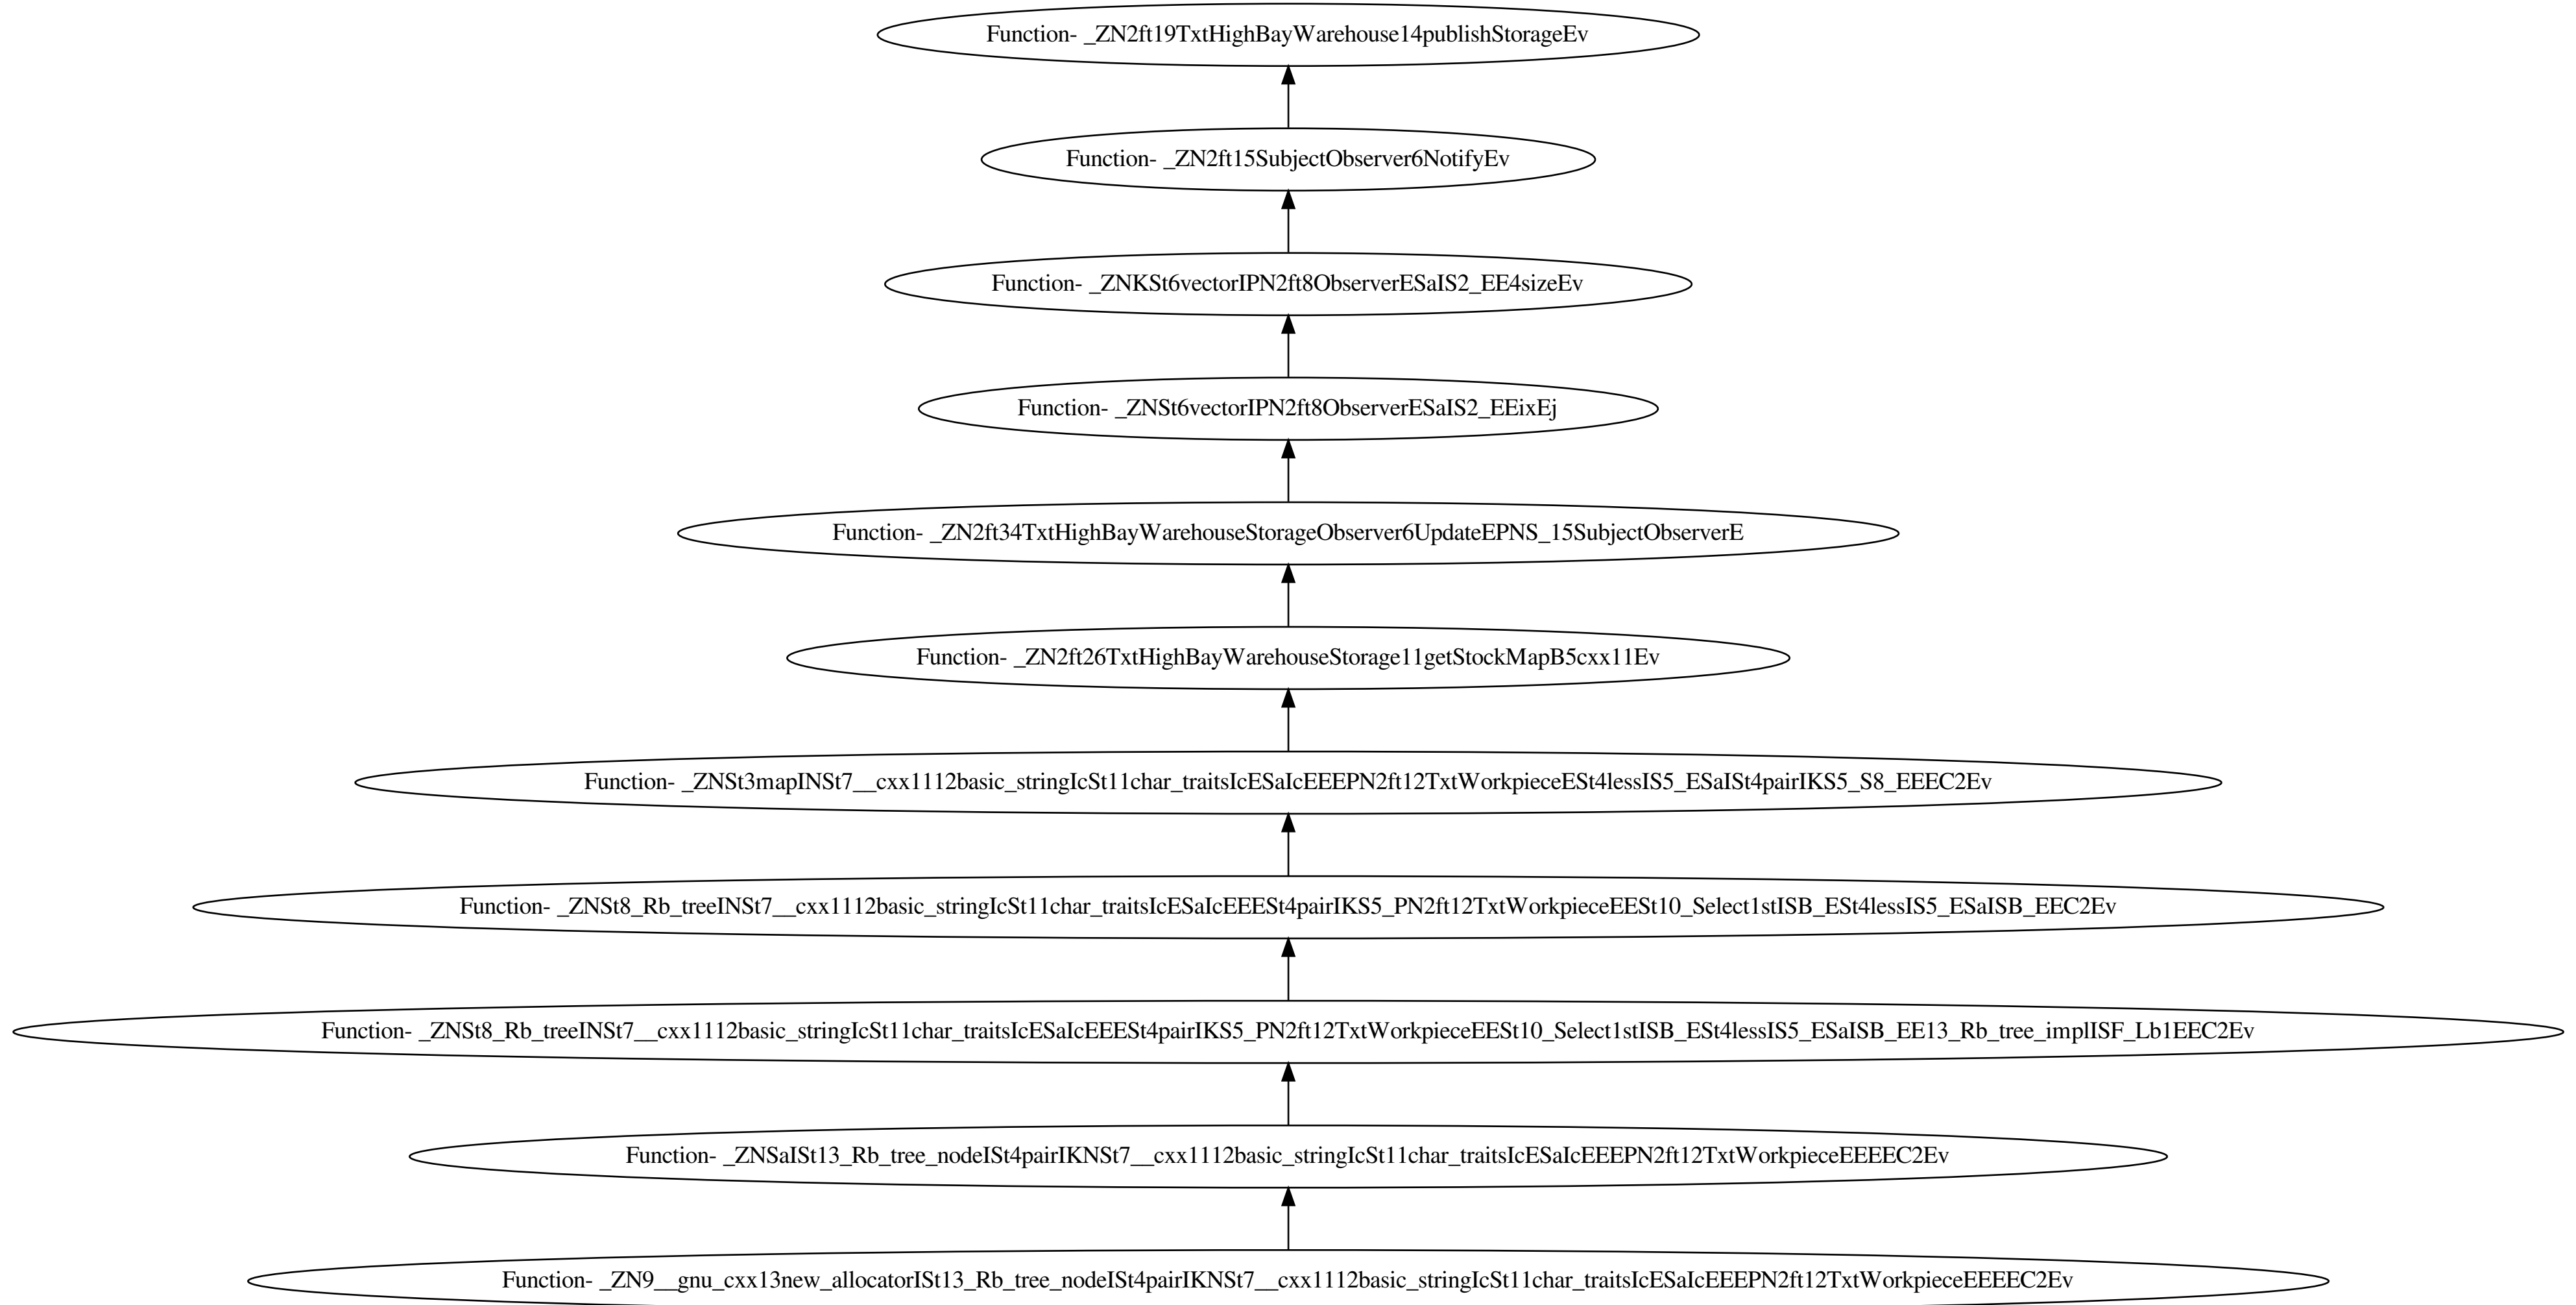 Function- _ZN2ft19TxtHighBayWarehouse14publishStorageEv
Function- _ZN2ft15SubjectObserver6NotifyEv
Function- _ZNKSt6vectorIPN2ft8ObserverESaIS2_EE4sizeEv
Function- _ZNSt6vectorIPN2ft8ObserverESaIS2_EEixEj
Function- _ZN2ft34TxtHighBayWarehouseStorageObserver6UpdateEPNS_15SubjectObserverE
Function- _ZN2ft26TxtHighBayWarehouseStorage11getStockMapB5cxx11Ev
Function- _ZNSt3mapINSt7__cxx1112basic_stringIcSt11char_traitsIcESaIcEEEPN2ft12TxtWorkpieceESt4lessIS5_ESaISt4pairIKS5_S8_EEEC2Ev
Function- _ZNSt8_Rb_treeINSt7__cxx1112basic_stringIcSt11char_traitsIcESaIcEEESt4pairIKS5_PN2ft12TxtWorkpieceEESt10_Select1stISB_ESt4lessIS5_ESaISB_EEC2Ev
Function- _ZNSt8_Rb_treeINSt7__cxx1112basic_stringIcSt11char_traitsIcESaIcEEESt4pairIKS5_PN2ft12TxtWorkpieceEESt10_Select1stISB_ESt4lessIS5_ESaISB_EE13_Rb_tree_implISF_Lb1EEC2Ev
Function- _ZNSaISt13_Rb_tree_nodeISt4pairIKNSt7__cxx1112basic_stringIcSt11char_traitsIcESaIcEEEPN2ft12TxtWorkpieceEEEEC2Ev
Function- _ZN9__gnu_cxx13new_allocatorISt13_Rb_tree_nodeISt4pairIKNSt7__cxx1112basic_stringIcSt11char_traitsIcESaIcEEEPN2ft12TxtWorkpieceEEEEC2Ev